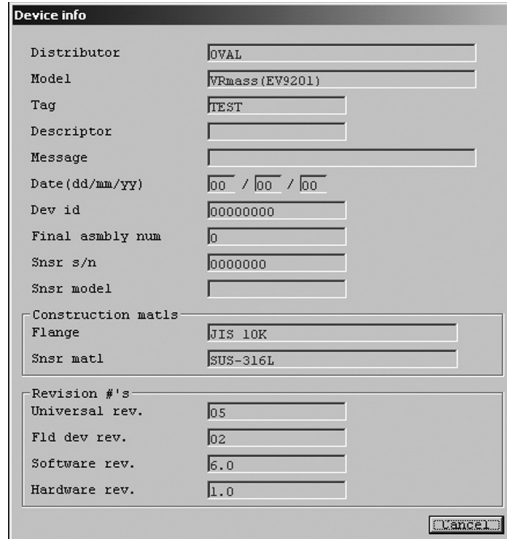 Device info
Distributor OVAL
Model VRmass(EV9201)
Tag TEST
Descriptor
Message
Date(dd/mm/yy) 00 / 00 / 00
Dev id 00000000
Final asmbly num 0
Snsr s/n 0000000
Snsr model
Construction matls
Flange JIS 10K
Snsr matl SUS-316L
Revision #'s
Universal rev. 05
Fld dev rev. 02
Software rev. 6.0
Hardware rev. 1.0
Cancel